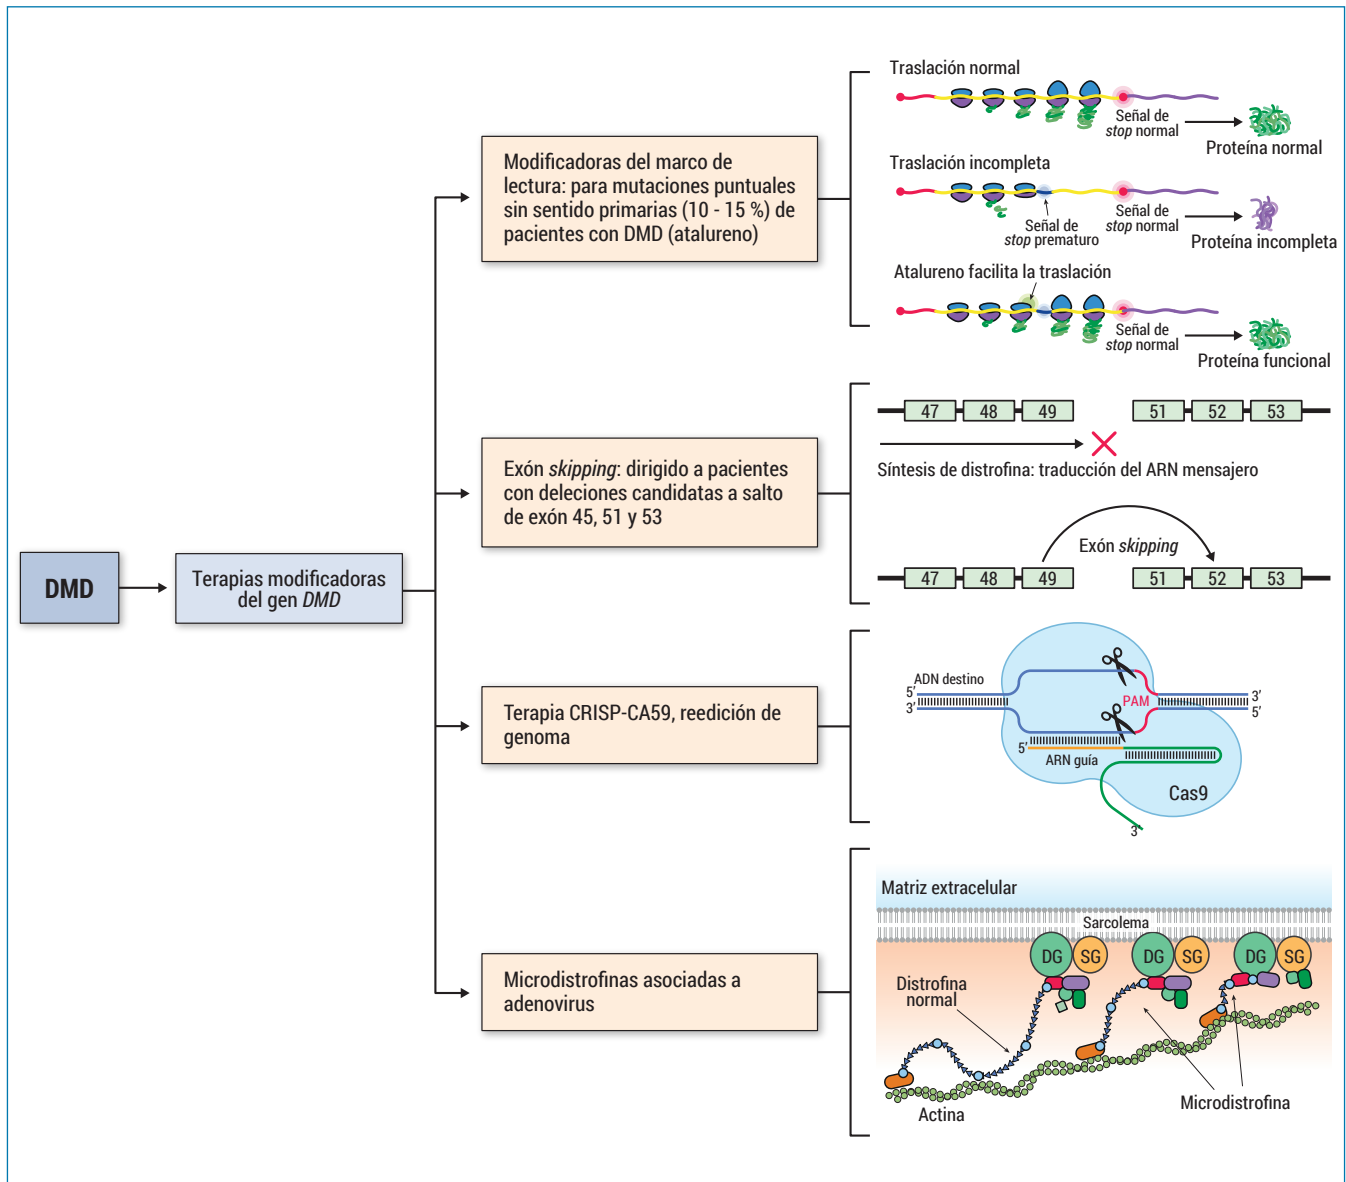 DMD
Terapias modificadoras
del gen DMD
Modificadoras del marco de
lectura: para mutaciones puntuales
sin sentido primarias (10 - 15 %) de
pacientes con DMD (atalureno)
Traslación normal
Señal de
stop normal
Proteína normal
Traslación incompleta
Señal de
stop prematuro
Señal de
stop normal
Proteína incompleta
Atalureno facilita la traslación
Señal de
stop normal
Proteína funcional
Exón skipping: dirigido a pacientes
con deleciones candidatas a salto
de exón 45, 51 y 53
47 48 49 51 52 53
Síntesis de distrofina: traducción del ARN mensajero
Exón skipping
47 48 49 51 52 53
Terapia CRISP-CA59, reedición de
genoma
ADN destino
5′ 3′
3′ 5′
PAM
5′
ARN guía
Cas9
3′
Microdistrofinas asociadas a
adenovirus
Matriz extracelular
Sarcolema
DG SG DG SG DG SG
Distrofina
normal
Actina
Microdistrofina